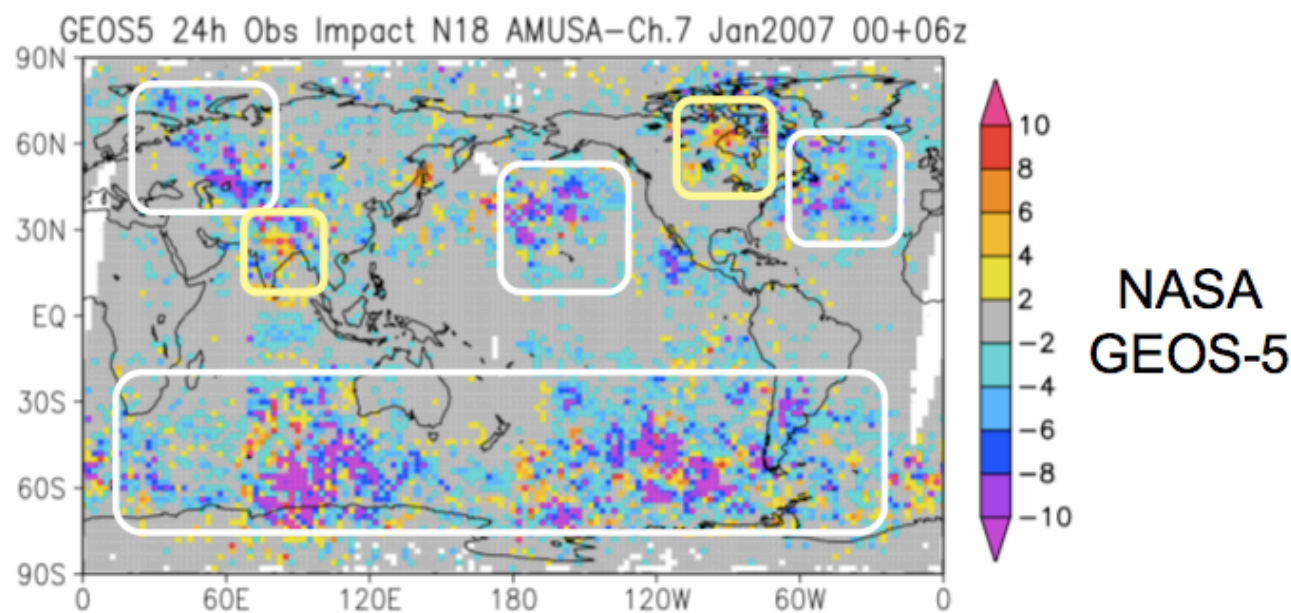 GEOS5 24h Obs Impact N18 AMUSA-Ch.7 Jan2007 00+06z
90N
60N
30N
EQ
30S
60S
90S
0 60E 120E 180 120W 60W 0
10
8
6
4
2
-2
-4
-6
-8
-10
NASA
GEOS-5